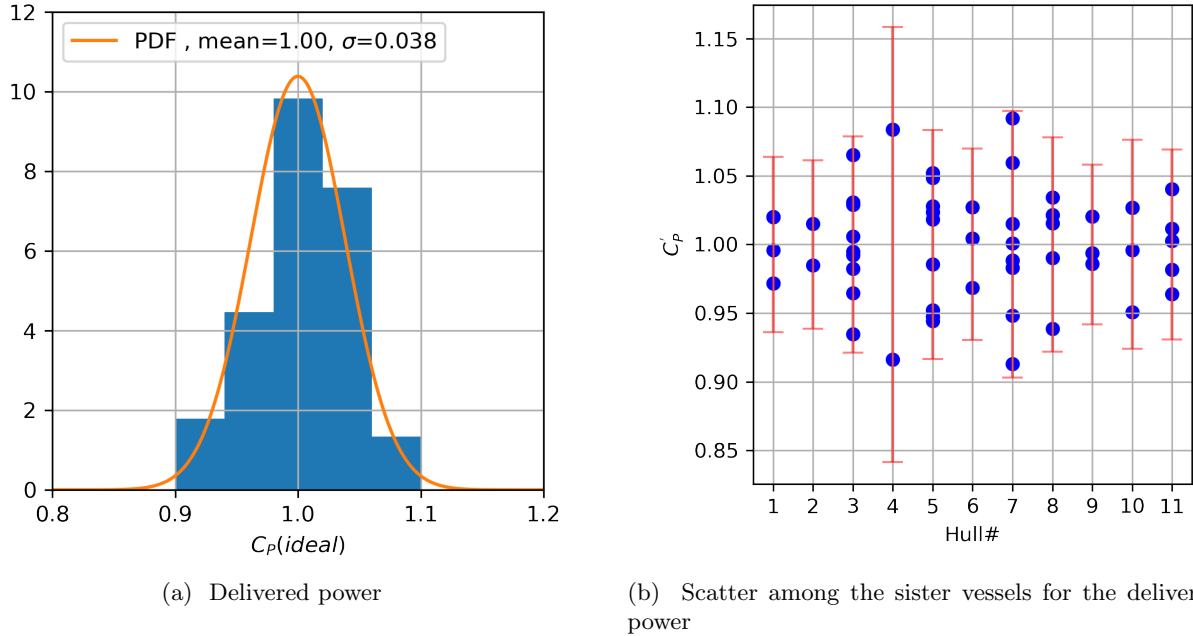 12
10
8
6
4
2
0
0.8 0.9 1.0 1.1 1.2
PDF , mean=1.00, σ=0.038
C_P(ideal)
(a) Delivered power
1.15
1.10
1.05
1.00
0.95
0.90
0.85
C'_P
1 2 3 4 5 6 7 8 9 10 11
Hull#
(b) Scatter among the sister vessels for the deliver
power